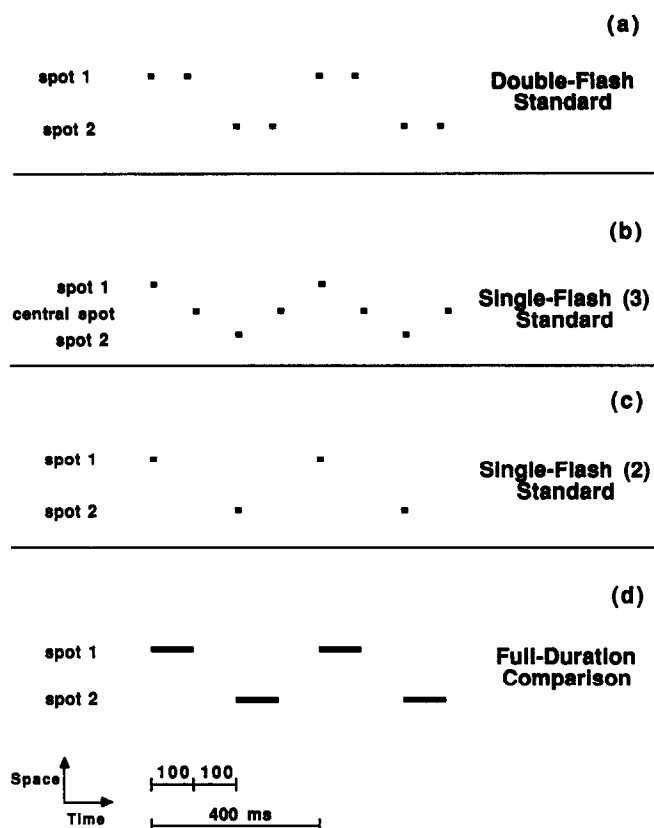 (a)
spot 1
Double-Flash
Standard
spot 2
(b)
spot 1
Single-Flash (3)
central spot
Standard
spot 2
(c)
spot 1
Single-Flash (2)
Standard
spot 2
(d)
spot 1
Full-Duration
Comparison
spot 2
100 100
Space
Time
400 ms